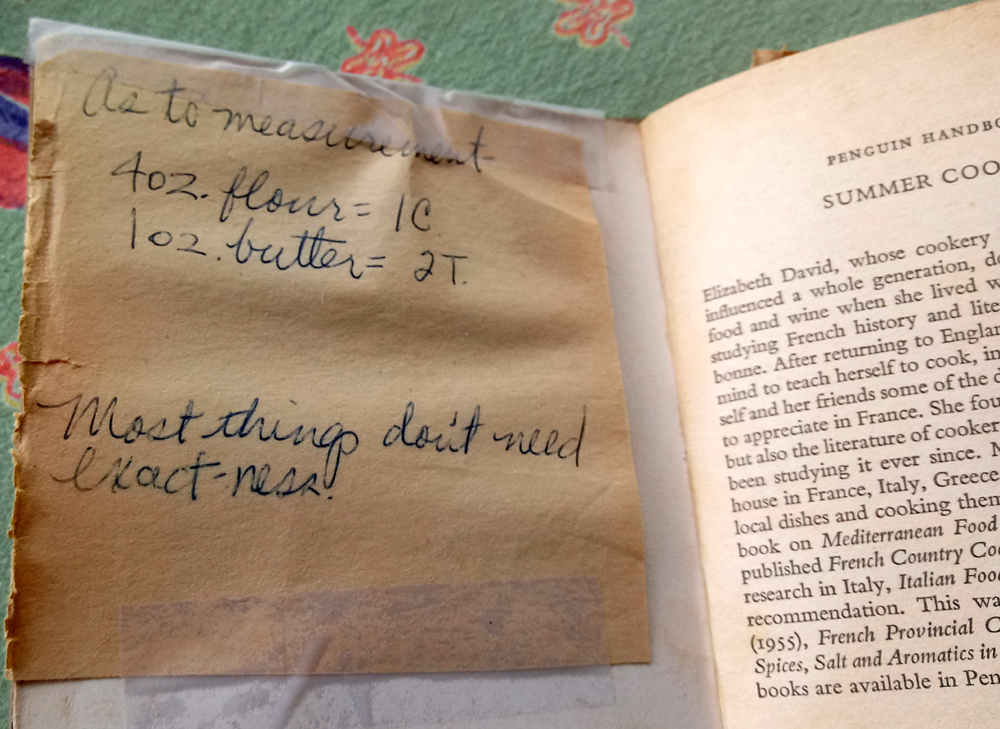 As to measurement-
4oz. flour = 1C.
1oz. butter = 2T.
Most things don't need
exact-ness.
PENGUIN HANDBO
SUMMER COO
Elizabeth David, whose cookery
influenced a whole generation, de
food and wine when she lived w
studying French history and lite
bonne. After returning to Englan
mind to teach herself to cook, in
self and her friends some of the d
to appreciate in France. She fou
but also the literature of cooker
been studying it ever since. M
house in France, Italy, Greece
local dishes and cooking them
book on Mediterranean Food
published French Country Coo
research in Italy, Italian Food
recommendation. This wa
(1955), French Provincial C
Spices, Salt and Aromatics in
books are available in Pen